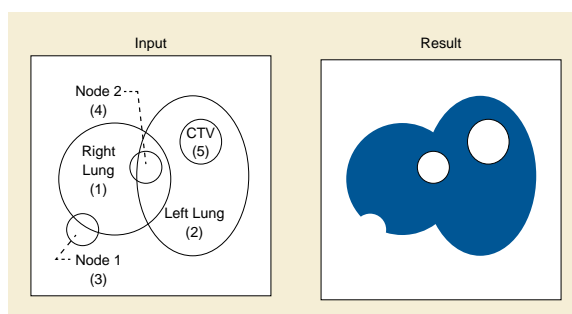 Input
Result
Node 2
(4)
CTV
(5)
Right
Lung
(1)
Left Lung
(2)
Node 1
(3)